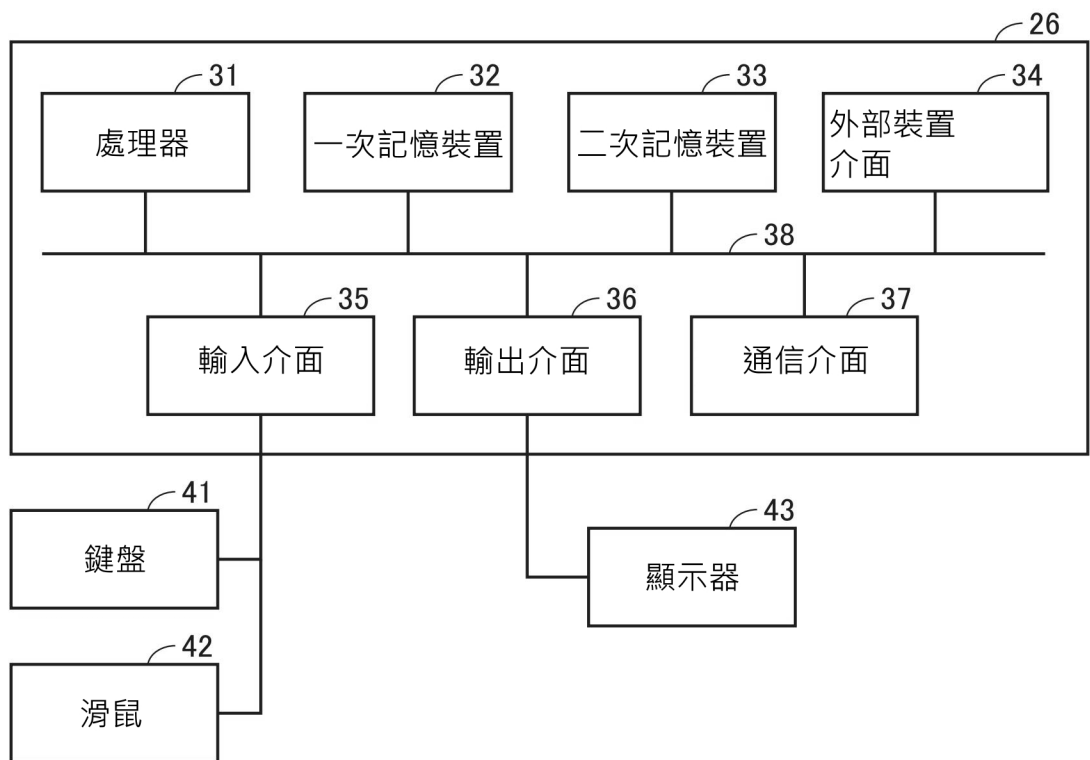 26
31
32
33
34
處理器
一次記憶裝置
二次記憶裝置
外部裝置
介面
38
35
36
37
輸入介面
輸出介面
通信介面
41
43
鍵盤
顯示器
42
滑鼠